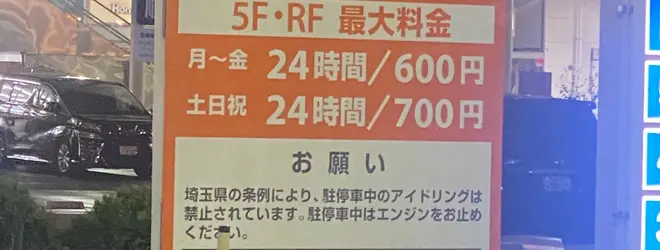 5F・RF 最大料金
月～金 24時間／600円
土日祝 24時間／700円
お願い
埼玉県の条例により、駐停車中のアイドリングは
禁止されています。駐停車中はエンジンをお止め
ください。